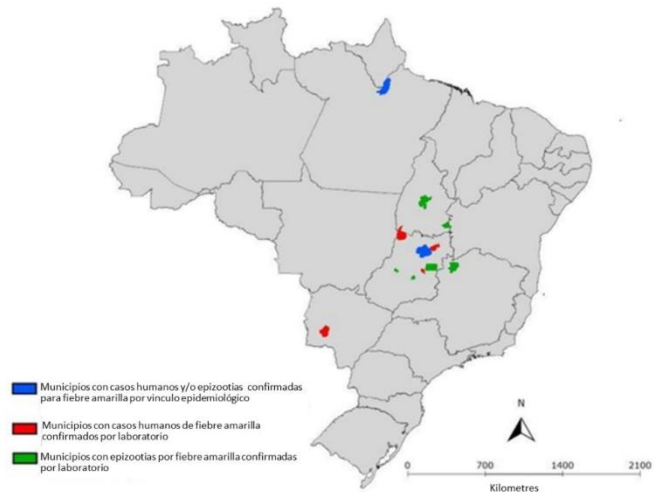 Municipios con casos humanos y/o epizootias confirmadas
para fiebre amarilla por vínculo epidemiológico
Municipios con casos humanos de fiebre amarilla
confirmados por laboratorio
Municipios con epizootias por fiebre amarilla confirmadas
por laboratorio
N
0 700 1400 2100
Kilometres